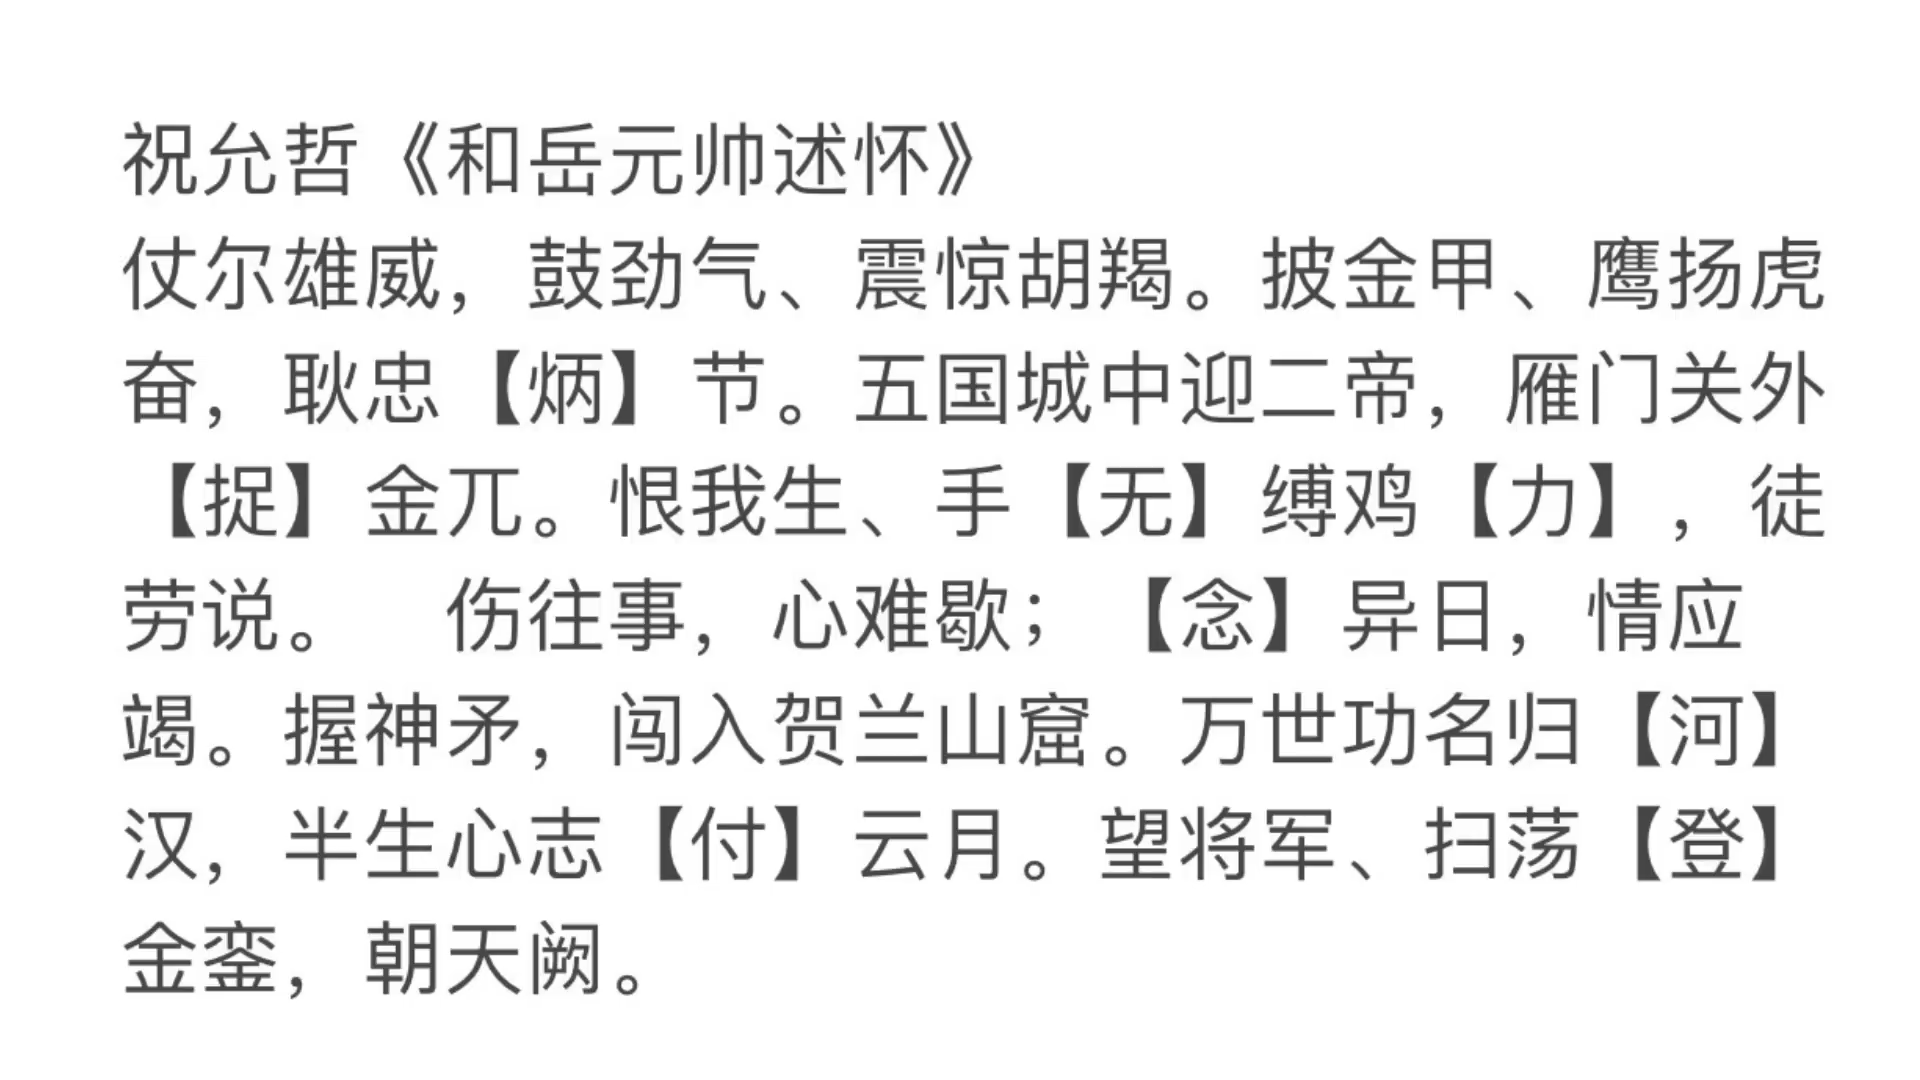 祝允哲《和岳元帅述怀》
仗尔雄威，鼓劲气、震惊胡羯。披金甲、鹰扬虎
奋，耿忠【炳】节。五国城中迎二帝，雁门关外
【捉】金兀。恨我生、手【无】缚鸡【力】，徒
劳说。　伤往事，心难歇；【念】异日，情应
竭。握神矛，闯入贺兰山窟。万世功名归【河】
汉，半生心志【付】云月。望将军、扫荡【登】
金銮，朝天阙。